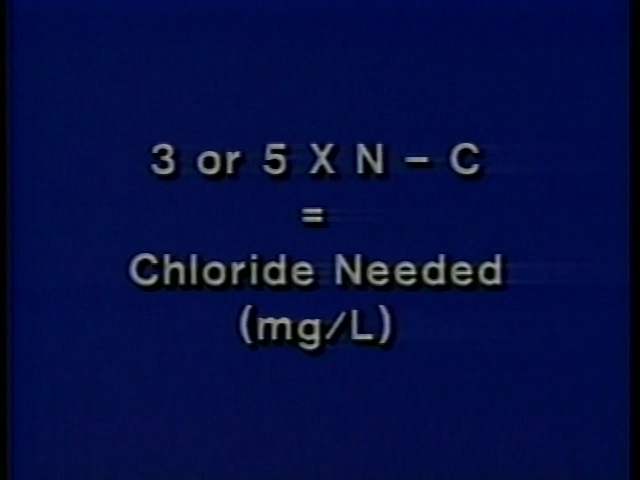 3 or 5 X N – C
=
Chloride Needed
(mg/L)